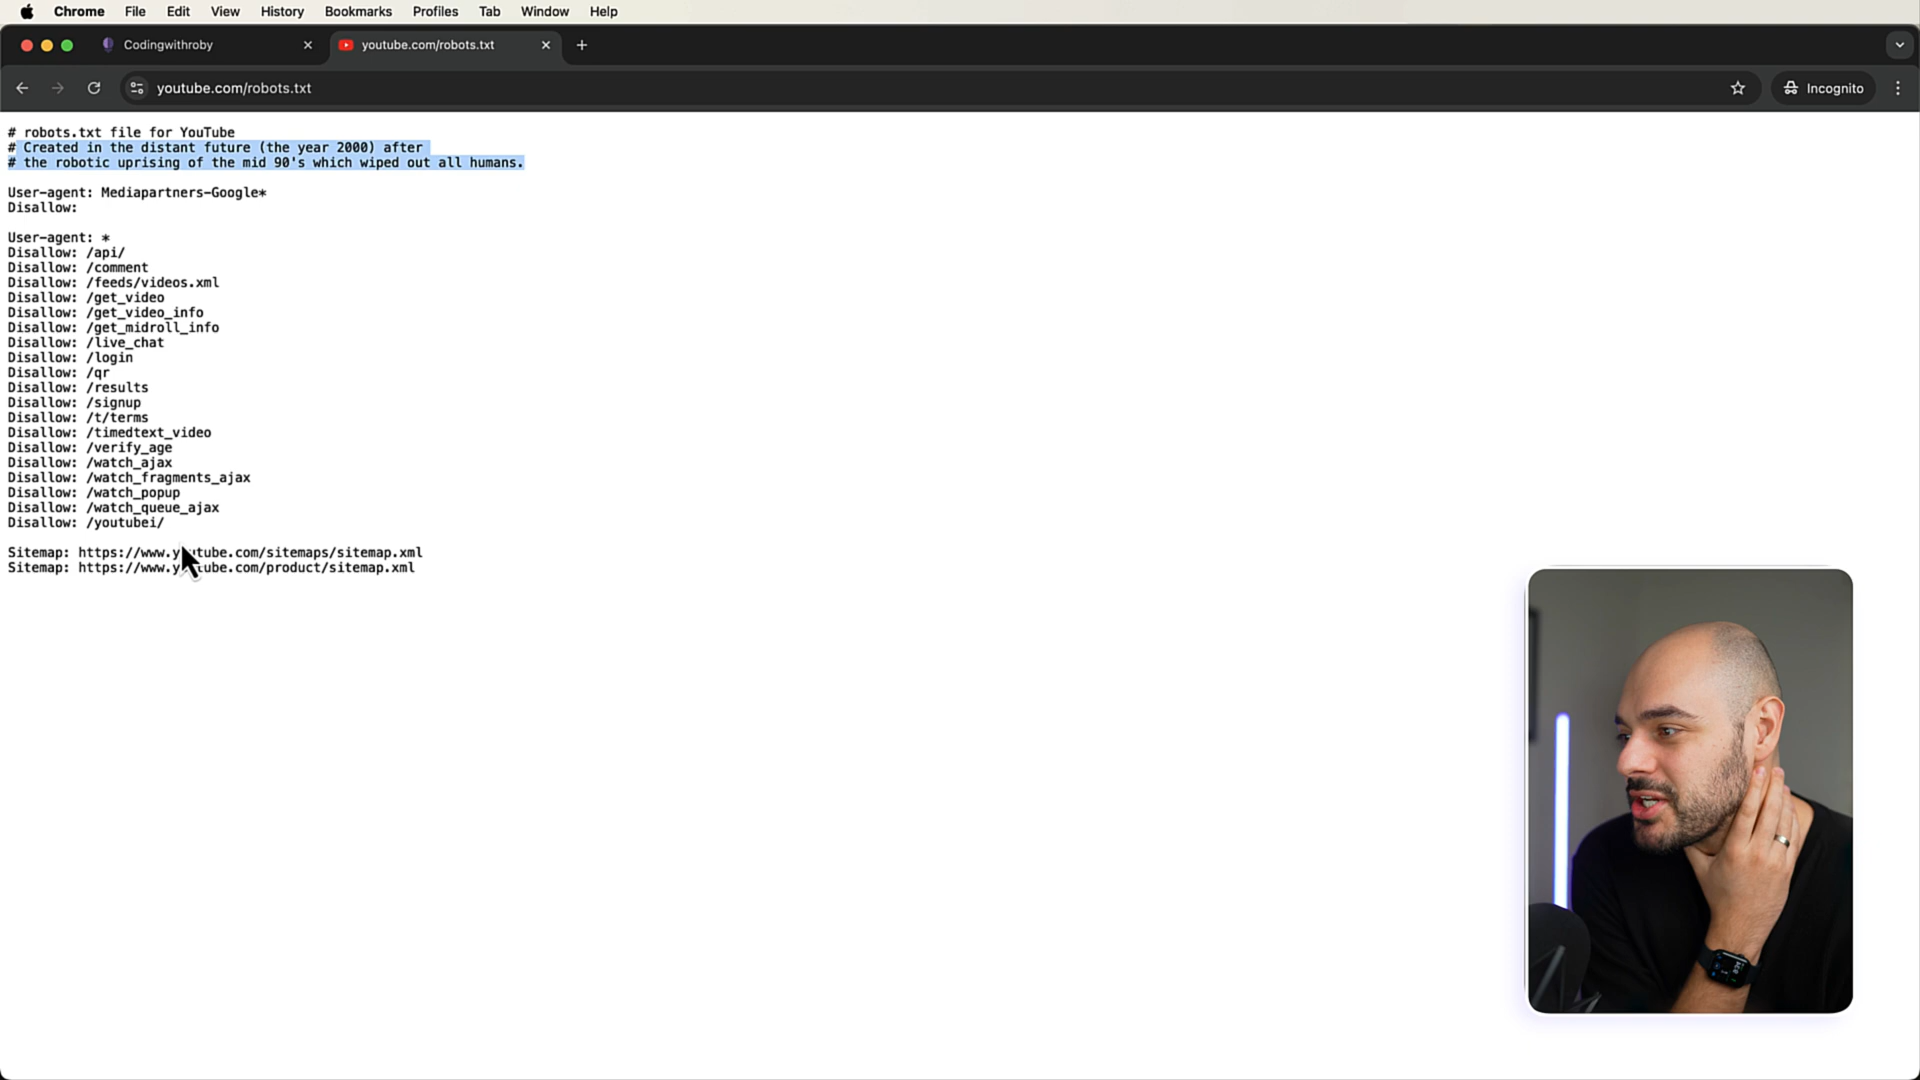 Chrome File Edit View History Bookmarks Profiles Tab Window Help
Codingwithroby
youtube.com/robots.txt
youtube.com/robots.txt
Incognito
# robots.txt file for YouTube
# Created in the distant future (the year 2000) after
# the robotic uprising of the mid 90's which wiped out all humans.
User-agent: Mediapartners-Google*
Disallow:
User-agent: *
Disallow: /api/
Disallow: /comment
Disallow: /feeds/videos.xml
Disallow: /get_video
Disallow: /get_video_info
Disallow: /get_midroll_info
Disallow: /live_chat
Disallow: /login
Disallow: /qr
Disallow: /results
Disallow: /signup
Disallow: /t/terms
Disallow: /timedtext_video
Disallow: /verify_age
Disallow: /watch_ajax
Disallow: /watch_fragments_ajax
Disallow: /watch_popup
Disallow: /watch_queue_ajax
Disallow: /youtubei/
Sitemap: https://www.youtube.com/sitemaps/sitemap.xml
Sitemap: https://www.youtube.com/product/sitemap.xml